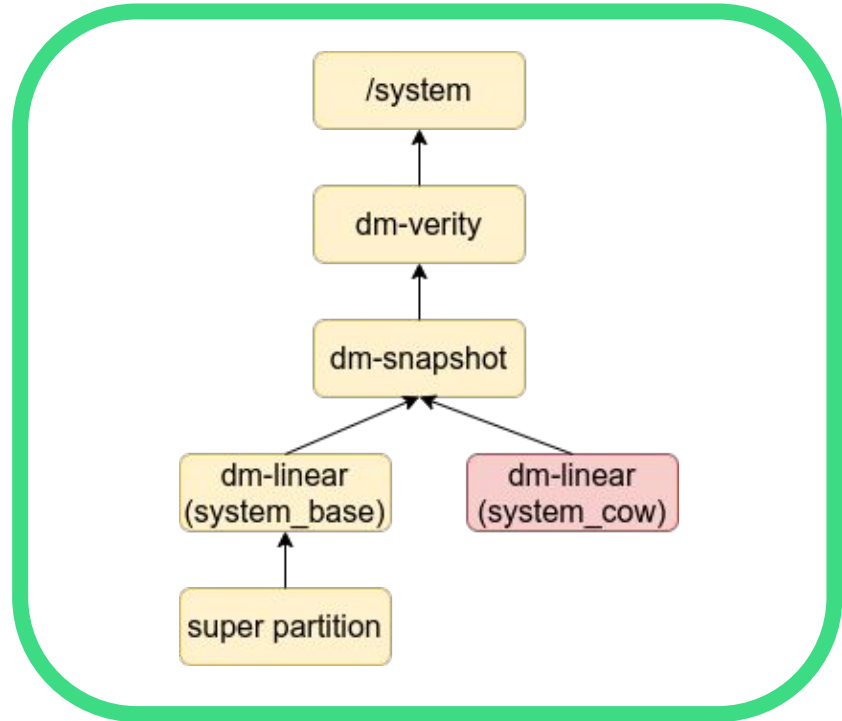 /system
dm-verity
dm-snapshot
dm-linear
(system_base)
dm-linear
(system_cow)
super partition